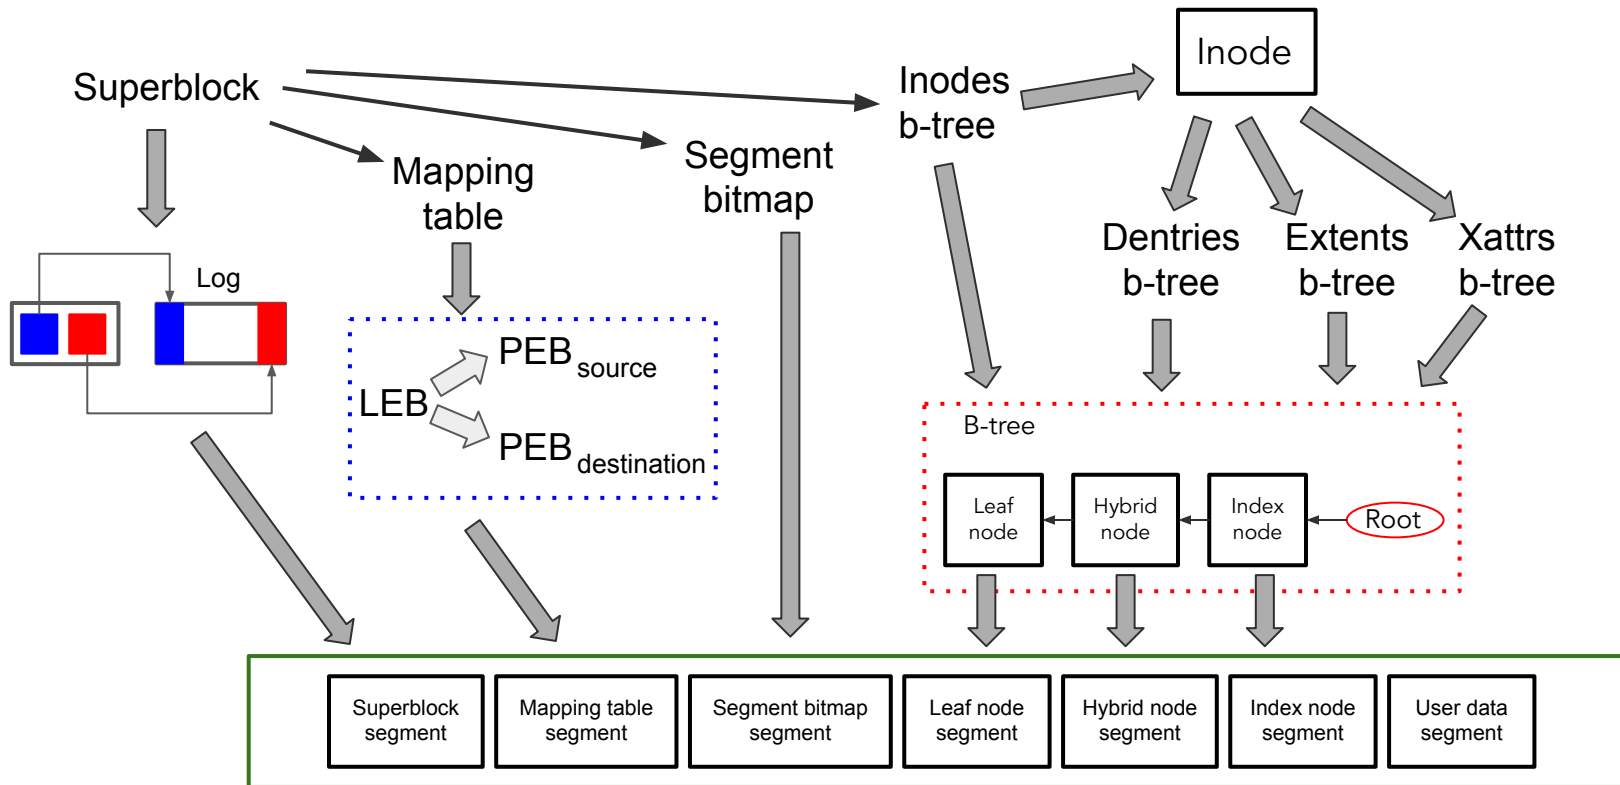 Superblock
Mapping
table
Segment
bitmap
Inodes
b-tree
Inode
Dentries
b-tree
Extents
b-tree
Xattrs
b-tree
Log
LEB
PEB source
PEB destination
B-tree
Leaf
node
Hybrid
node
Index
node
Root
Superblock
segment
Mapping table
segment
Segment bitmap
segment
Leaf node
segment
Hybrid node
segment
Index node
segment
User data
segment